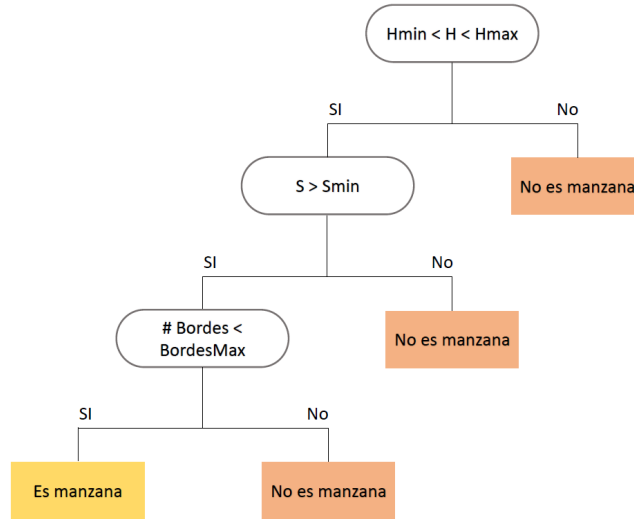 Hmin < H < Hmax
SI
No
S > Smin
No es manzana
SI
No
# Bordes <
BordesMax
No es manzana
SI
No
Es manzana
No es manzana